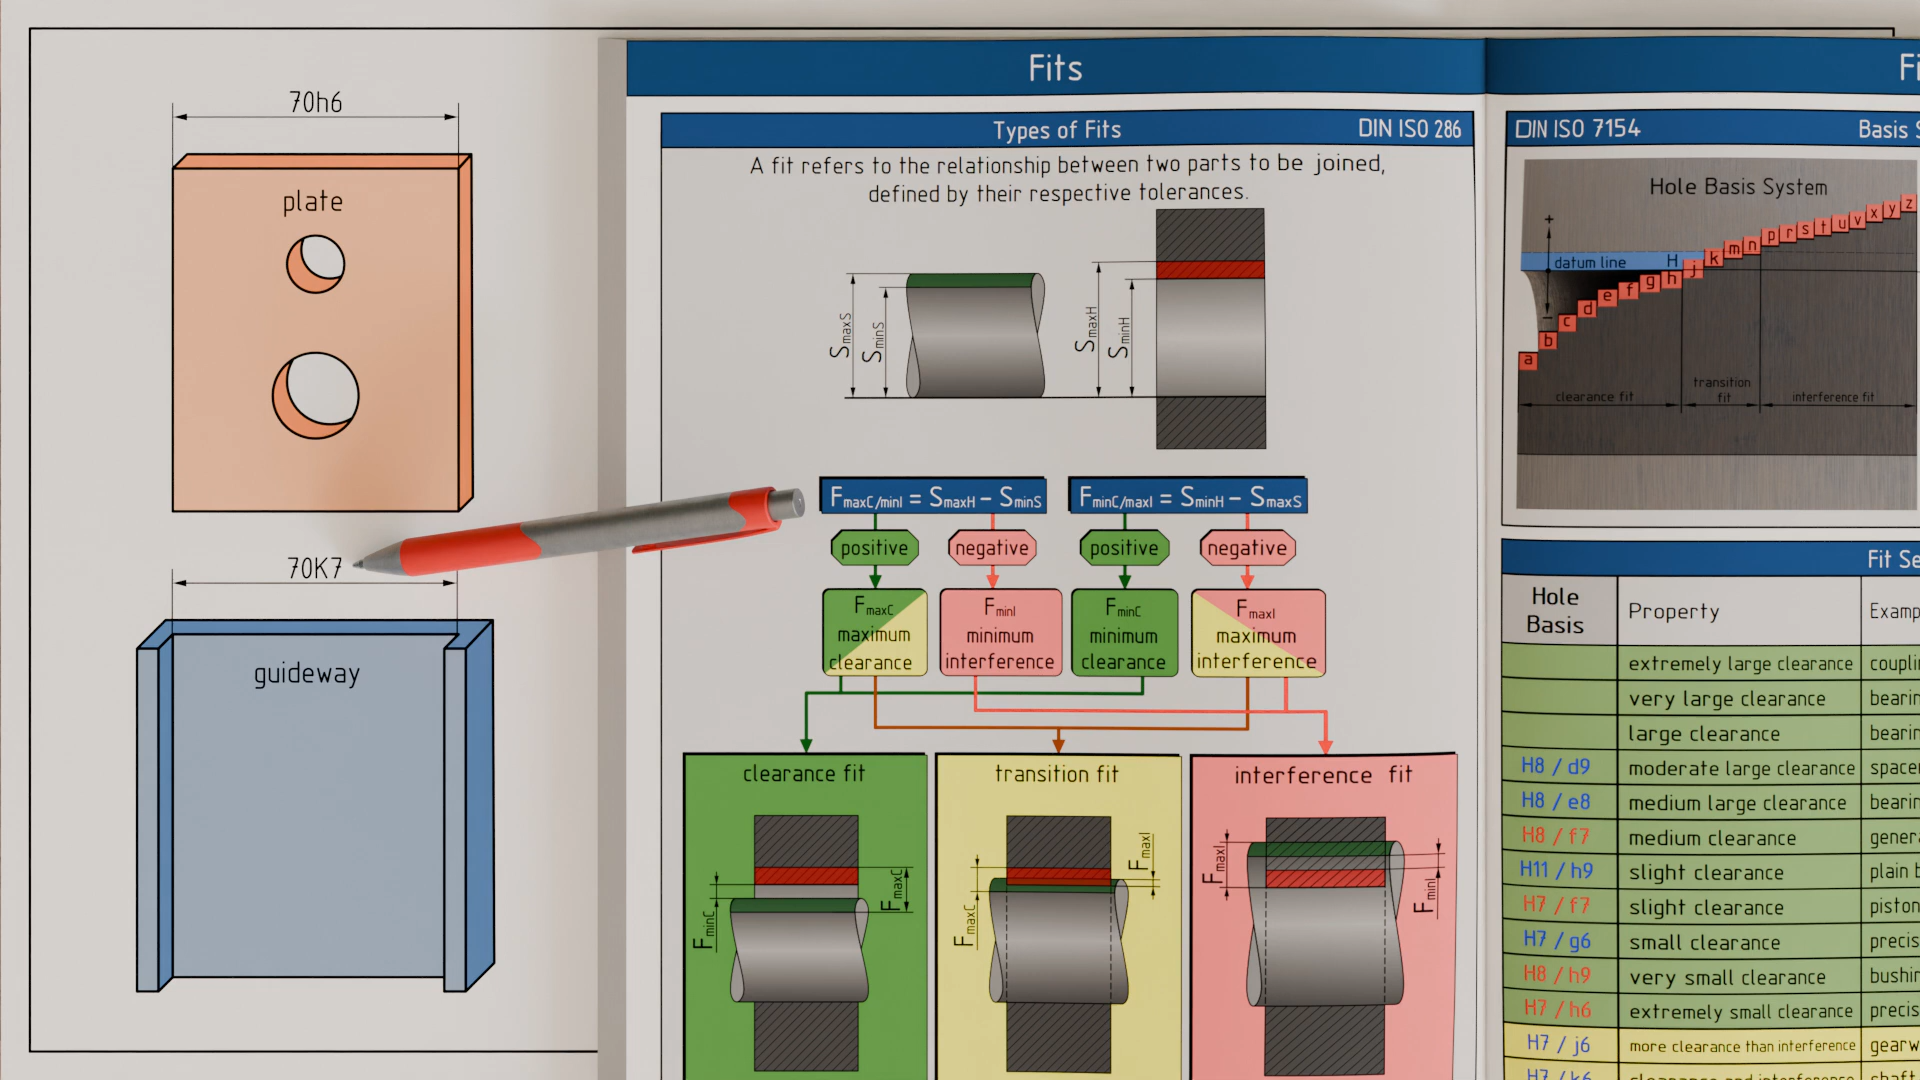 70h6
plate
70K7
guideway
Fits
Types of Fits DIN ISO 286
A fit refers to the relationship between two parts to be joined,
defined by their respective tolerances.
SmaxS
SminS
SmaxH
SminH
FmaxC/minI = SmaxH – SminS
FminC/maxI = SminH – SmaxS
positive
negative
positive
negative
FmaxC
maximum
clearance
FminI
minimum
interference
FminC
minimum
clearance
FmaxI
maximum
interference
clearance fit
FminC
FmaxC
transition fit
FmaxC
FmaxI
interference fit
FmaxI
FminI
DIN ISO 7154
Hole Basis System
+
datum line H
−
a b c d e f g h j k m n p r s t u v x y z
clearance fit
transition
fit
interference fit
Hole
Basis
Property
extremely large clearance
very large clearance
large clearance
H8 / d9 moderate large clearance
H8 / e8 medium large clearance
H8 / f7 medium clearance
H11 / h9 slight clearance
H7 / f7 slight clearance
H7 / g6 small clearance
H8 / h9 very small clearance
H7 / h6 extremely small clearance
H7 / j6 more clearance than interference
H7 / k6 clearance and interference